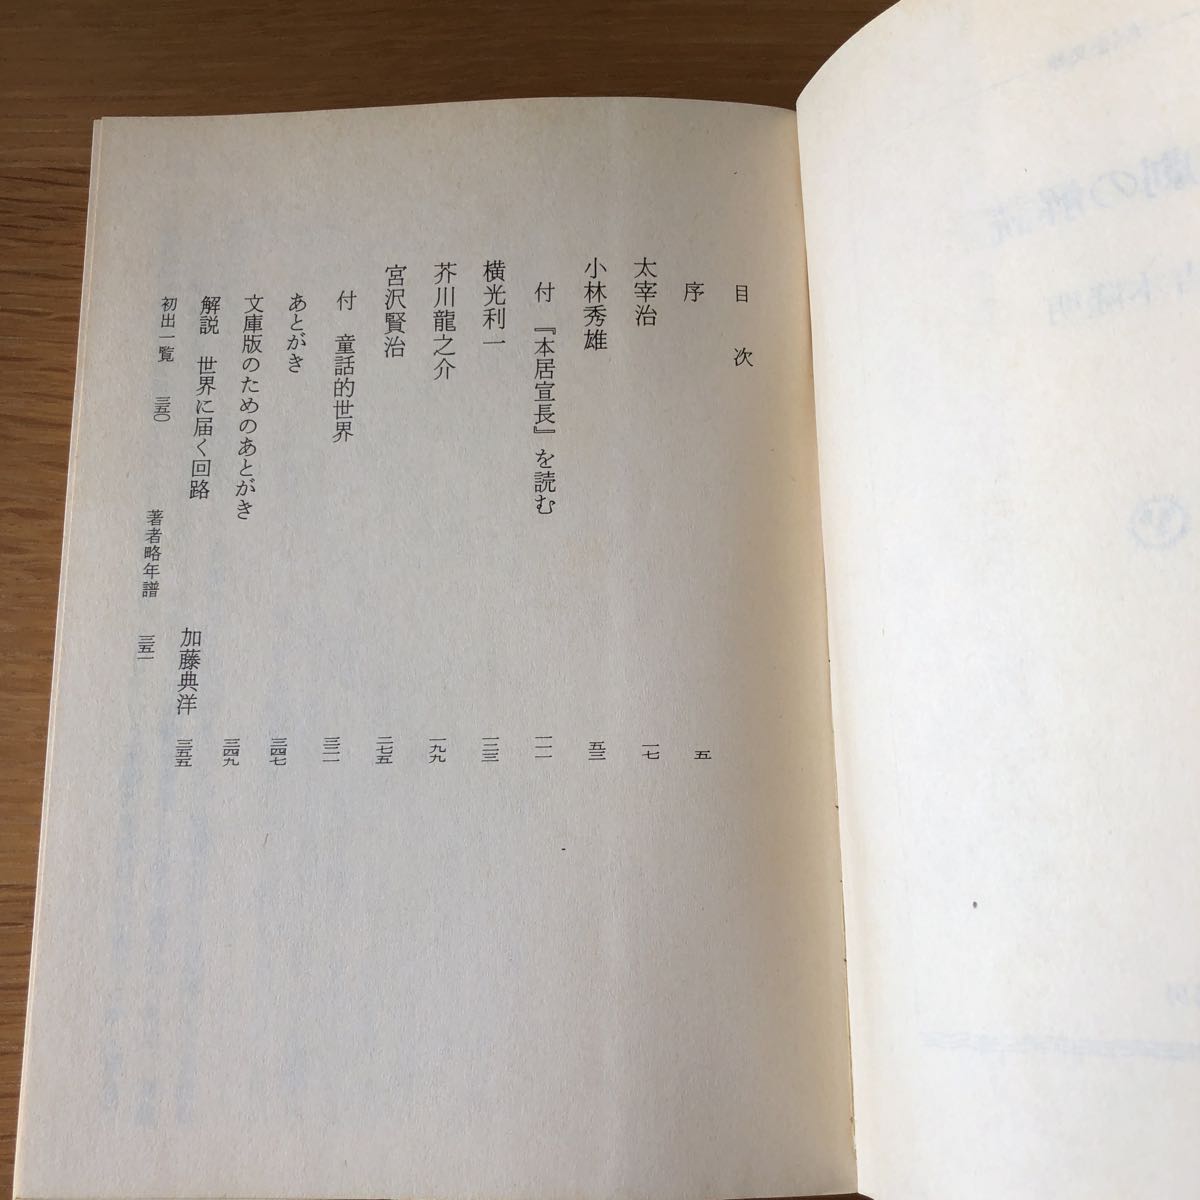 目次
序 五
太宰治 一七
小林秀雄 五三
付 『本居宣長』を読む 一一一
横光利一 一三三
芥川龍之介 一九九
宮沢賢治 二七五
付 童話的世界 三二一
あとがき 三四七
文庫版のためのあとがき 三四九
解説 世界に届く回路 加藤典洋 三五五
初出一覧 三五〇 著者略年譜 三五一